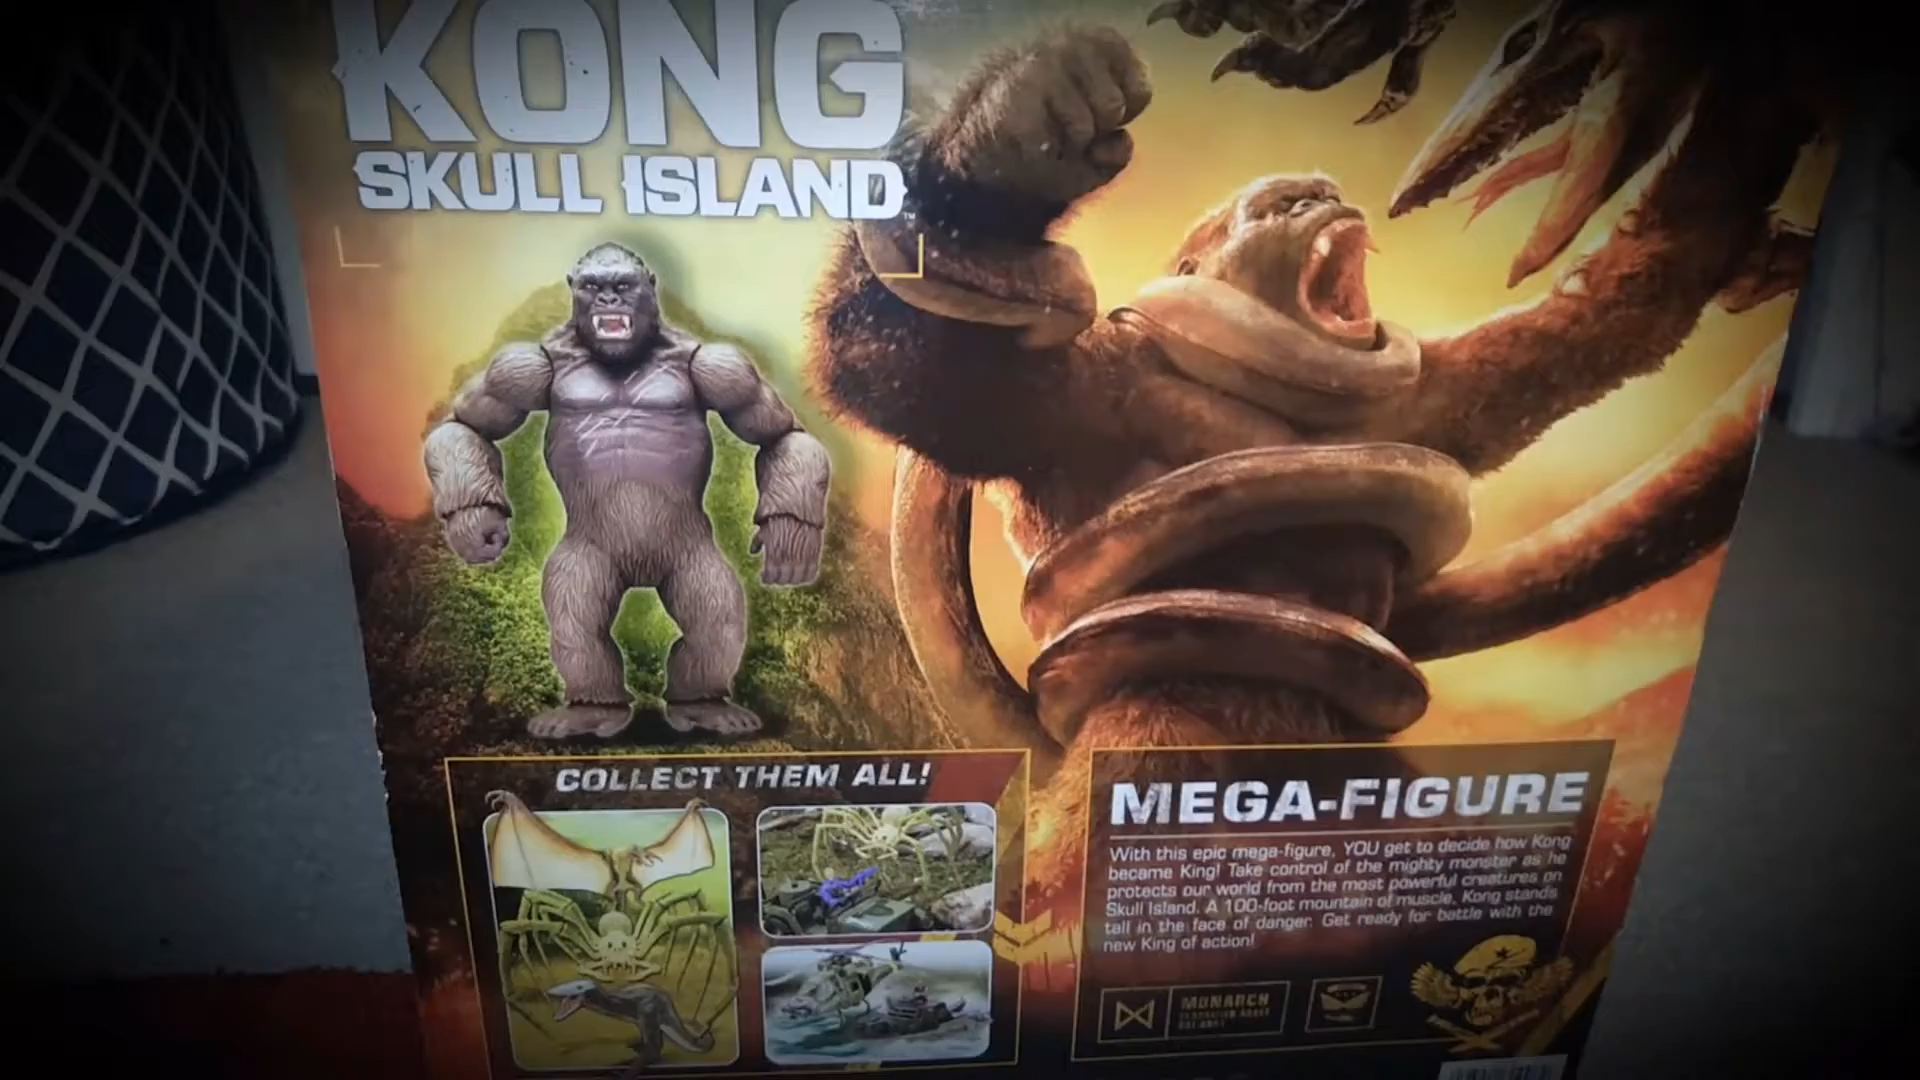 KONG
SKULL ISLAND™
COLLECT THEM ALL!
MEGA-FIGURE
With this epic mega-figure, YOU get to decide how Kong
became King! Take control of the mighty monster as he
protects our world from the most powerful creatures on
Skull Island. A 100-foot mountain of muscle, Kong stands
tall in the face of danger. Get ready for battle with the
new King of action!
MONARCH